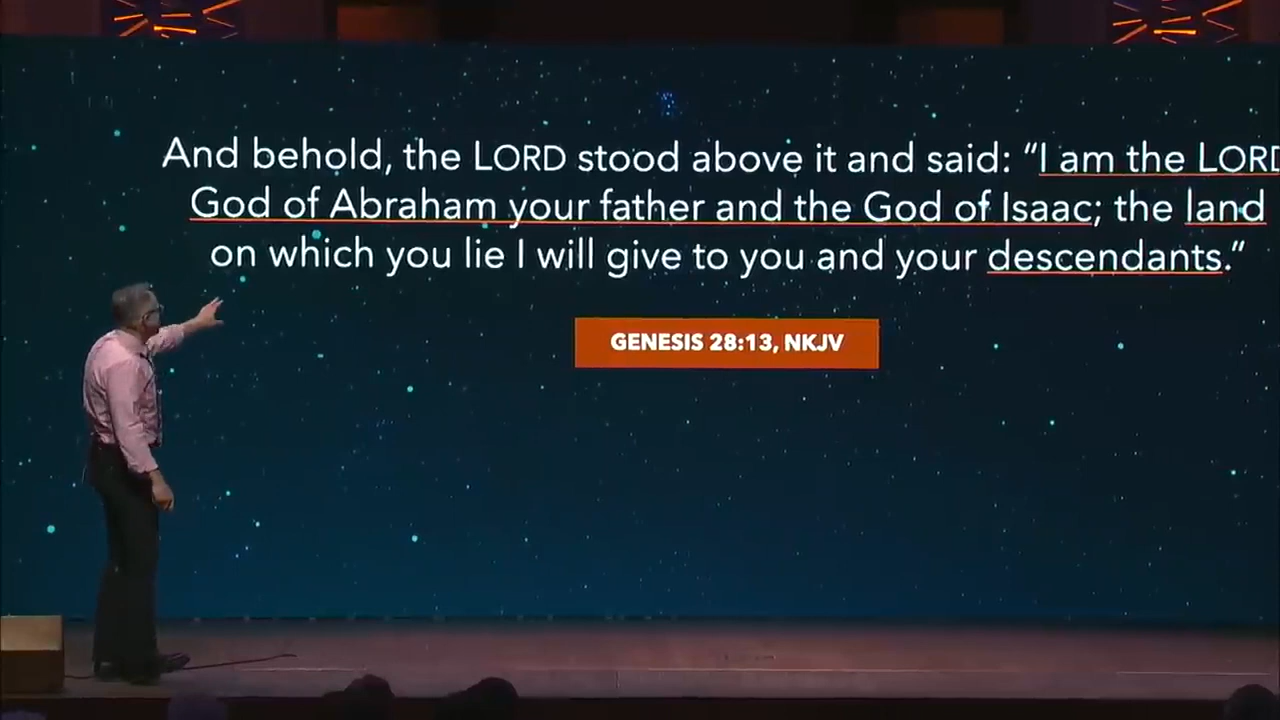 And behold, the LORD stood above it and said: “I am the LORD
God of Abraham your father and the God of Isaac; the land
on which you lie I will give to you and your descendants.”
GENESIS 28:13, NKJV